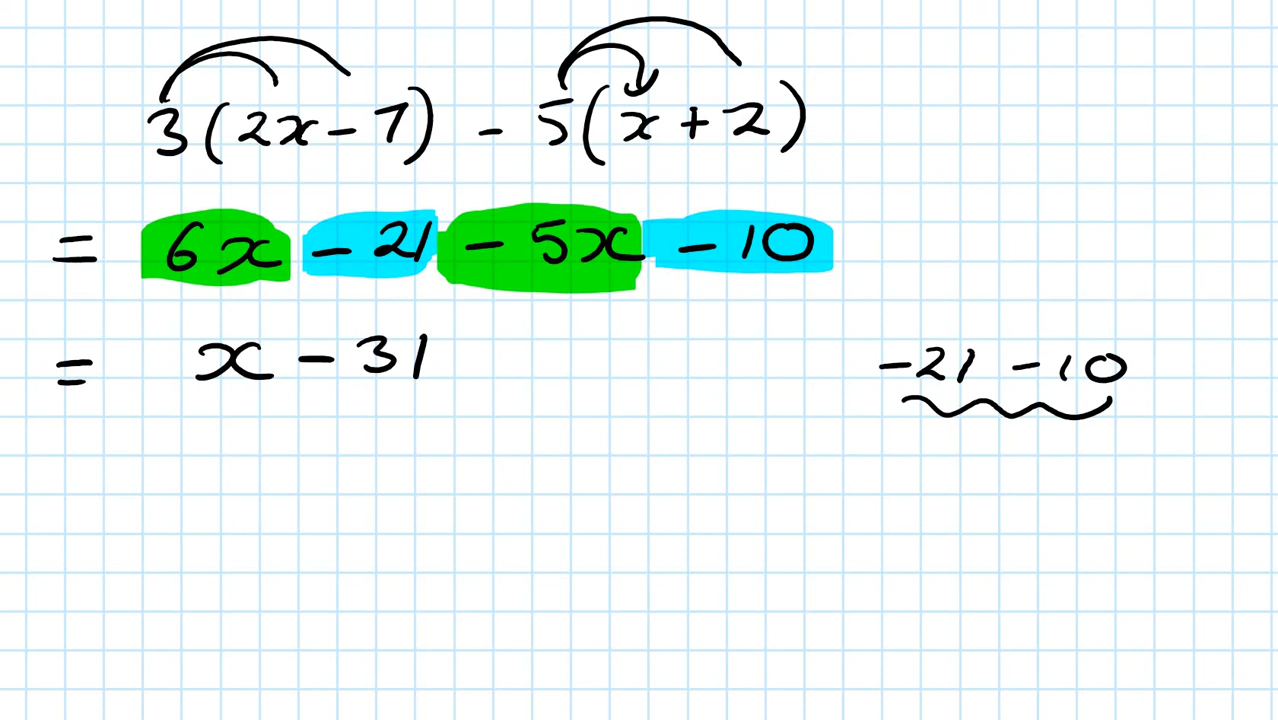 3(2x - 7) - 5(x + 2)
= 6x - 21 - 5x - 10
= x - 31
-21 - 10